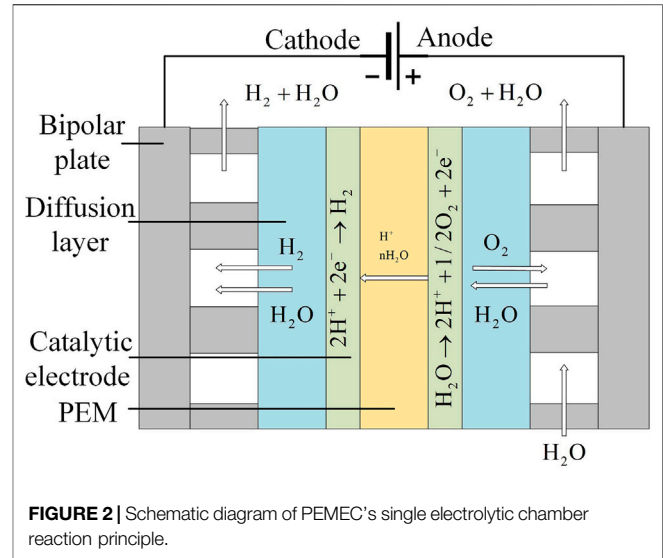 Cathode
Anode
− +
H₂ + H₂O
O₂ + H₂O
Bipolar
plate
Diffusion
layer
Catalytic
electrode
PEM
H₂
H₂O
2H⁺ + 2e⁻ → H₂
H⁺
nH₂O
H₂O → 2H⁺ + 1/2O₂ + 2e⁻
O₂
H₂O
H₂O
FIGURE 2 | Schematic diagram of PEMEC's single electrolytic chamber
reaction principle.